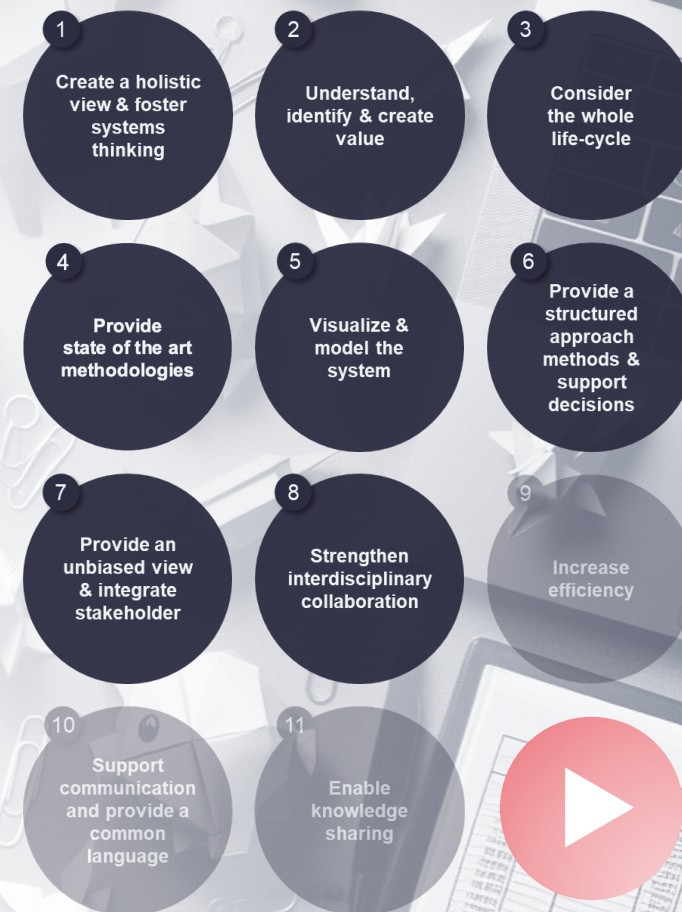 1
Create a holistic
view & foster
systems
thinking
2
Understand,
identify & create
value
3
Consider
the whole
life-cycle
4
Provide
state of the art
methodologies
5
Visualize &
model the
system
6
Provide a
structured
approach
methods &
support
decisions
7
Provide an
unbiased view
& integrate
stakeholder
8
Strengthen
interdisciplinary
collaboration
9
Increase
efficiency
10
Support
communication
and provide a
common
language
11
Enable
knowledge
sharing